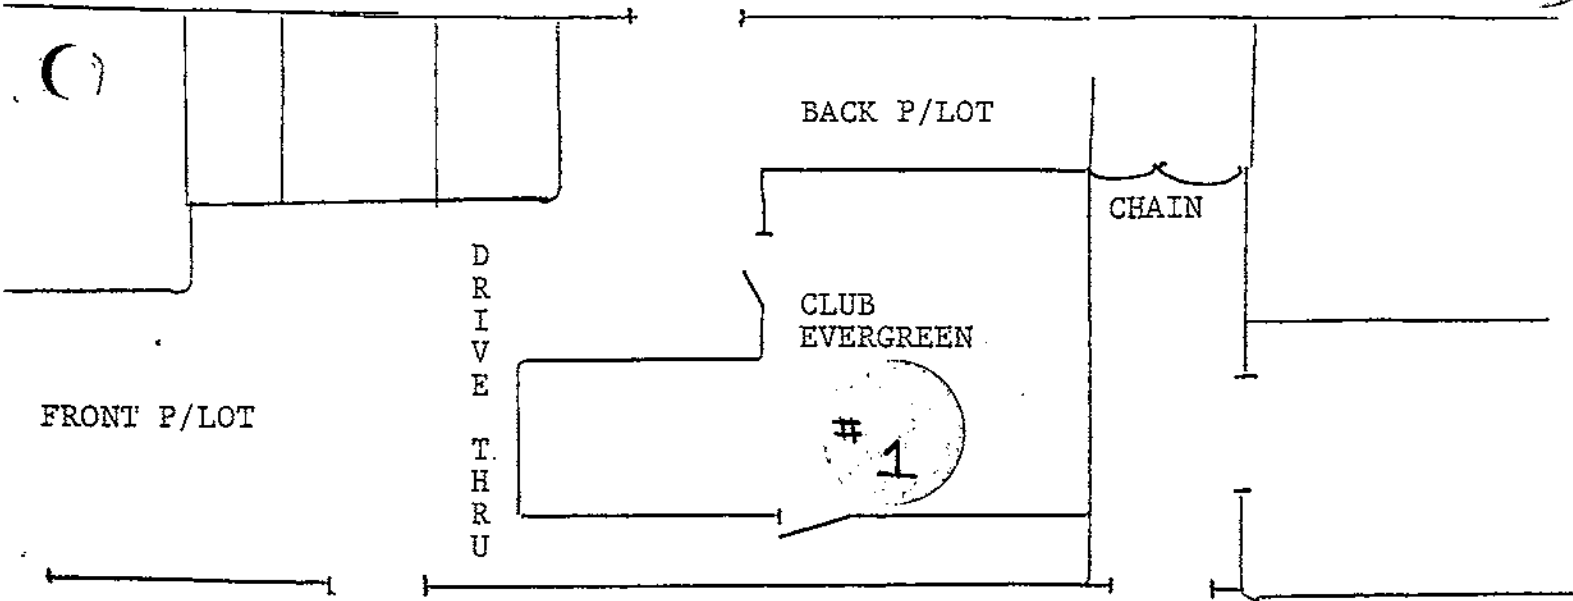 BACK P/LOT
CHAIN
DRIVE THRU
CLUB
EVERGREEN
FRONT P/LOT
# 1